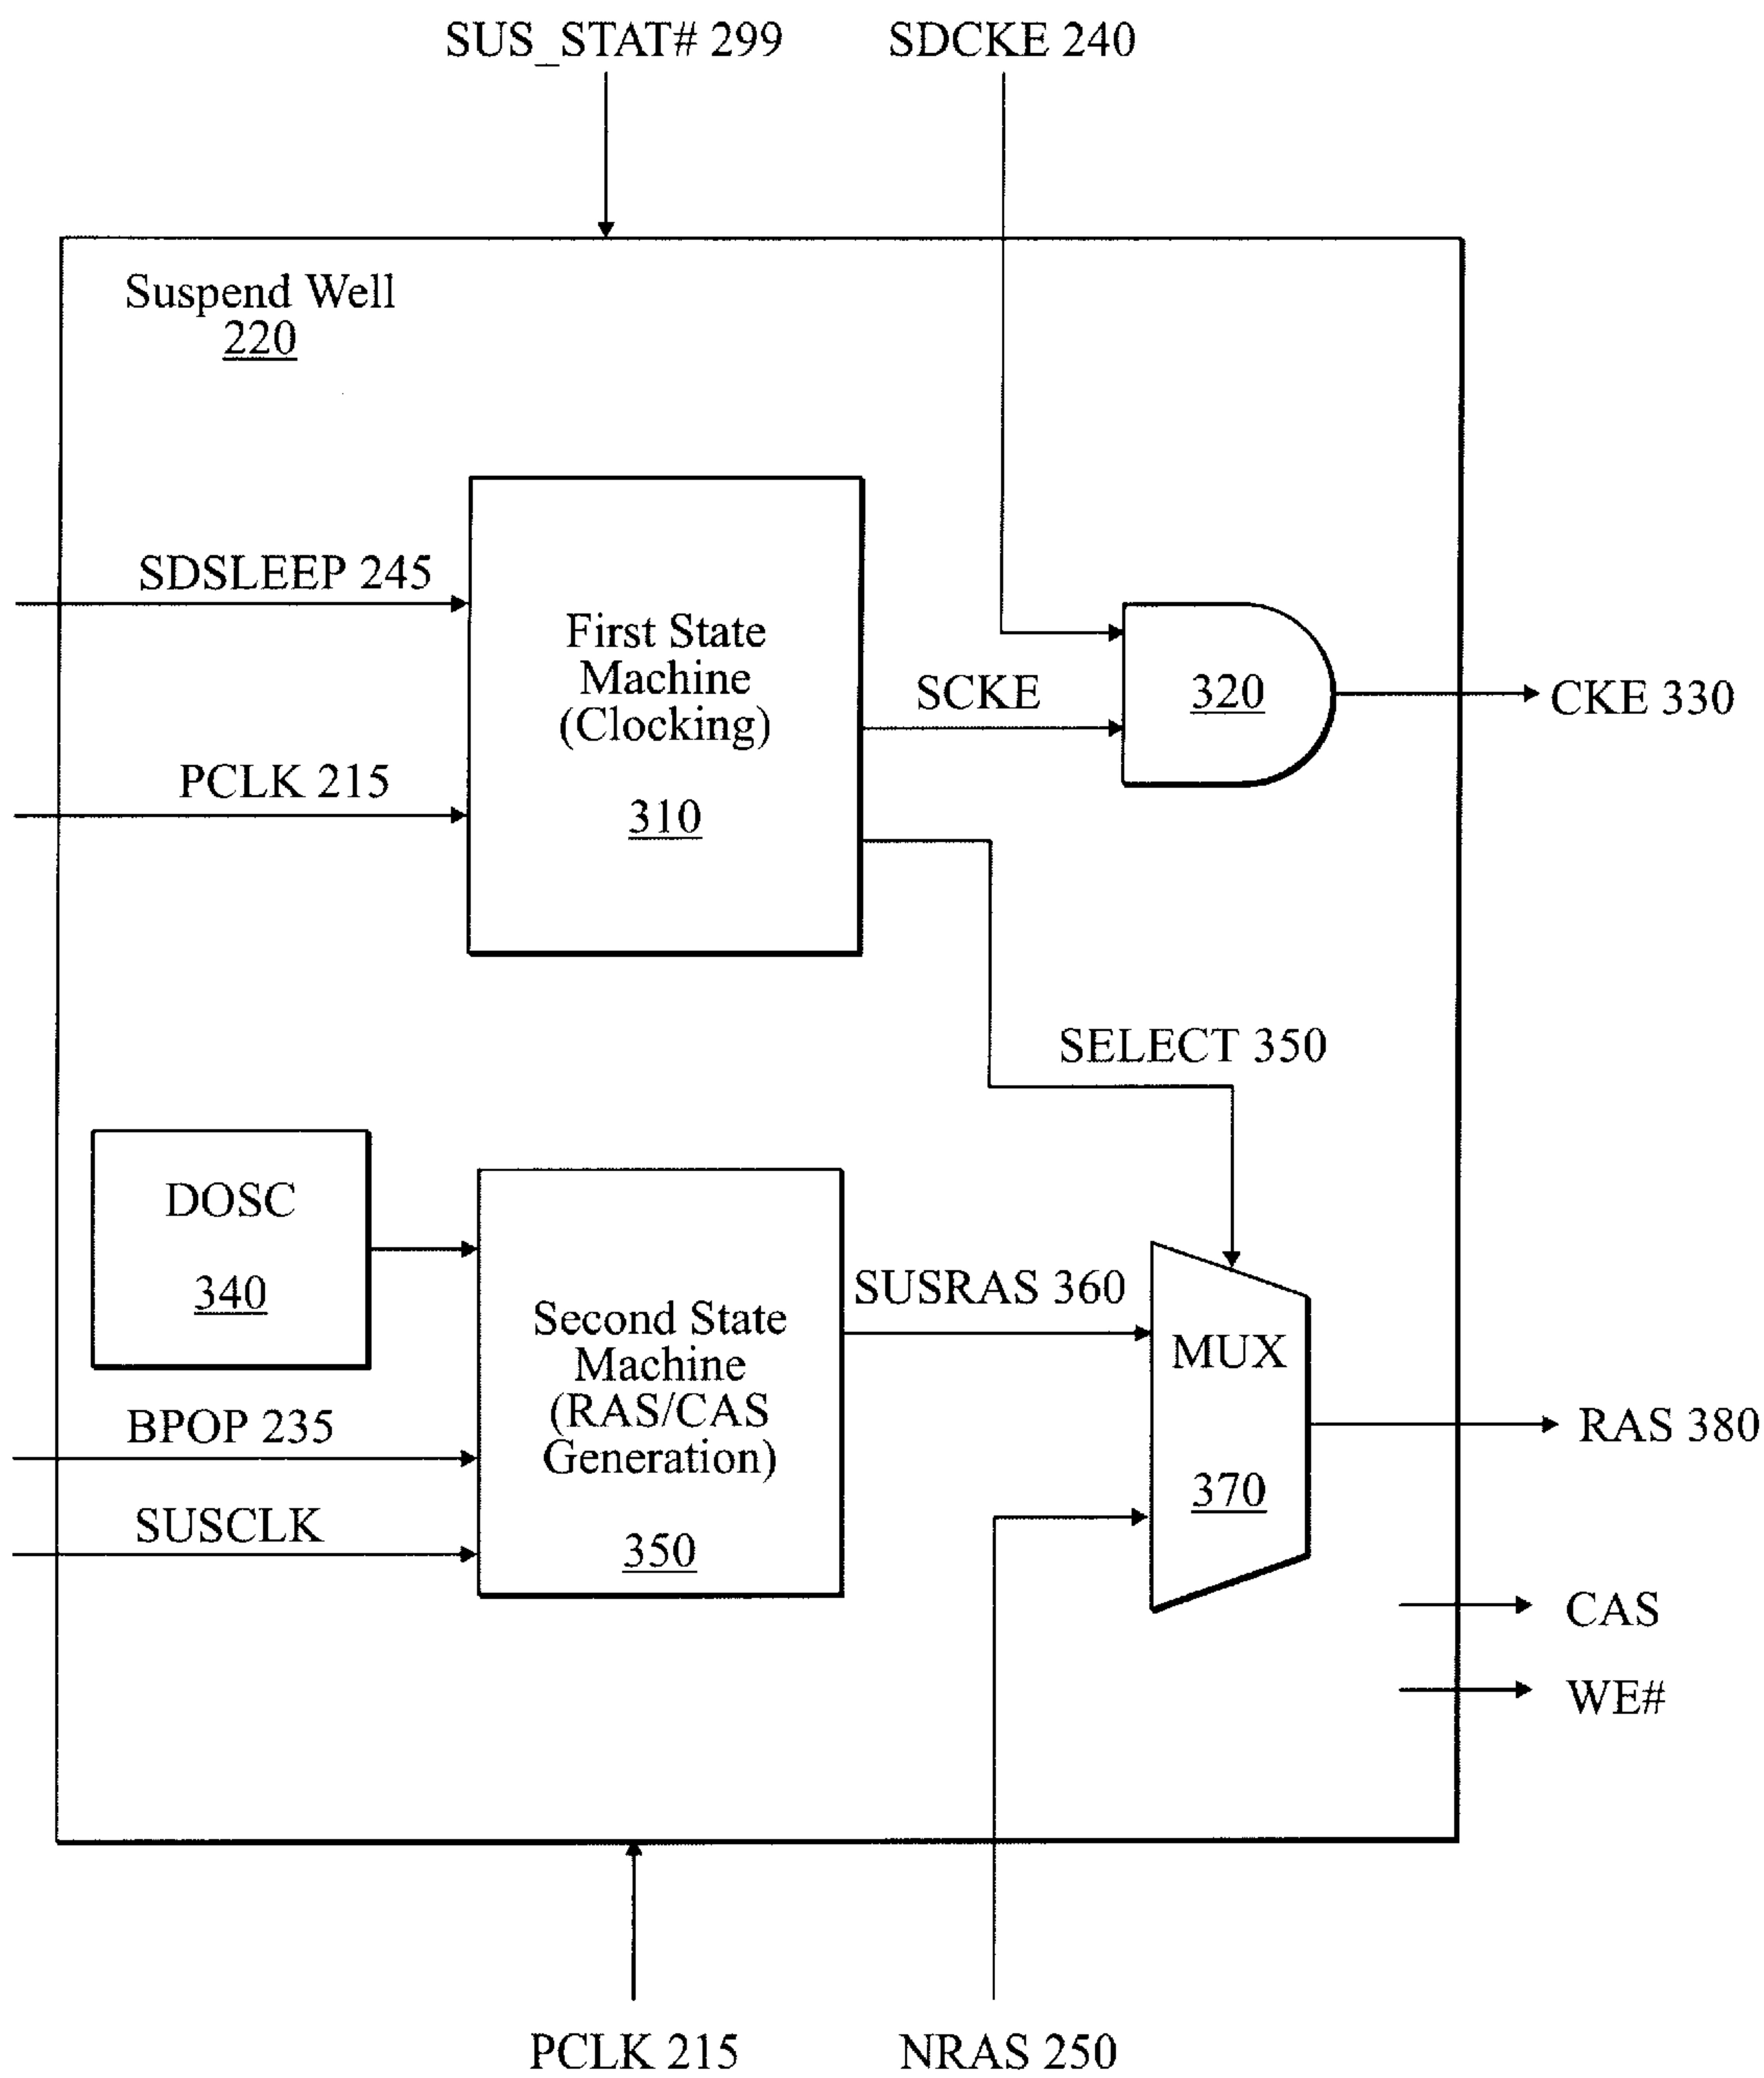 SUS_STAT# 299
SDCKE 240
Suspend Well
220
SDSLEEP 245
First State
Machine
(Clocking)
310
PCLK 215
SCKE
320
CKE 330
SELECT 350
DOSC
340
Second State
Machine
(RAS/CAS
Generation)
350
BPOP 235
SUSCLK
SUSRAS 360
MUX
370
RAS 380
CAS
WE#
PCLK 215
NRAS 250